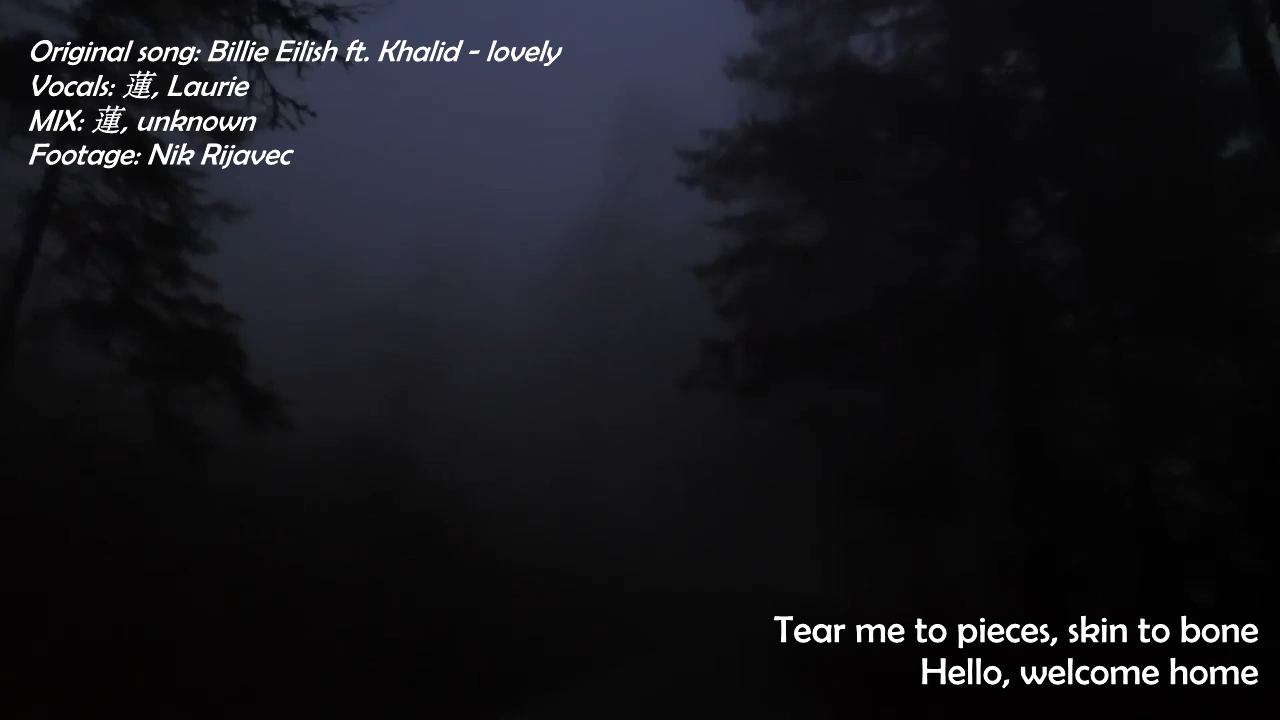 Original song: Billie Eilish ft. Khalid - lovely
Vocals: 蓮, Laurie
MIX: 蓮, unknown
Footage: Nik Rijavec
Tear me to pieces, skin to bone
Hello, welcome home